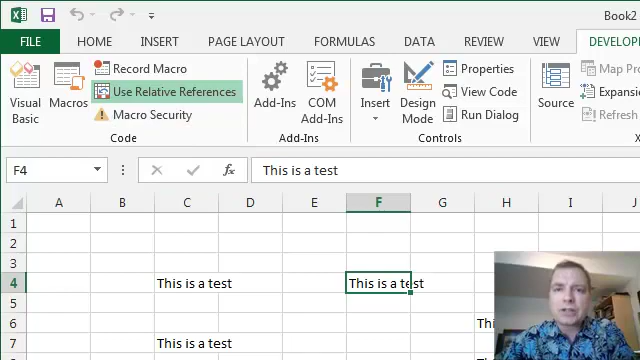 Book2
FILE HOME INSERT PAGE LAYOUT FORMULAS DATA REVIEW VIEW
Visual Basic
Macros
Record Macro
Use Relative References
Macro Security
Code
Add-Ins
COM Add-Ins
Add-Ins
Insert
Design Mode
Properties
View Code
Run Dialog
Controls
Source
Map
Refresh
F4
fx
This is a test
A B C D E F G H I J
1
2
3
4 This is a test This is a test
5
6
7 This is a test